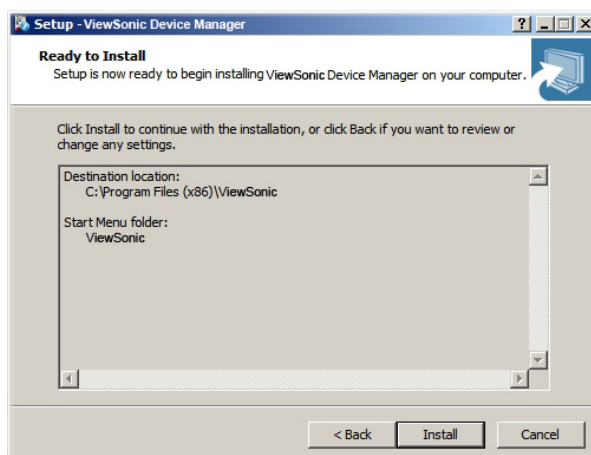 Setup - ViewSonic Device Manager
Ready to Install
Setup is now ready to begin installing ViewSonic Device Manager on your computer.
Click Install to continue with the installation, or click Back if you want to review or
change any settings.
Destination location:
C:\Program Files (x86)\ViewSonic
Start Menu folder:
ViewSonic
< Back Install Cancel